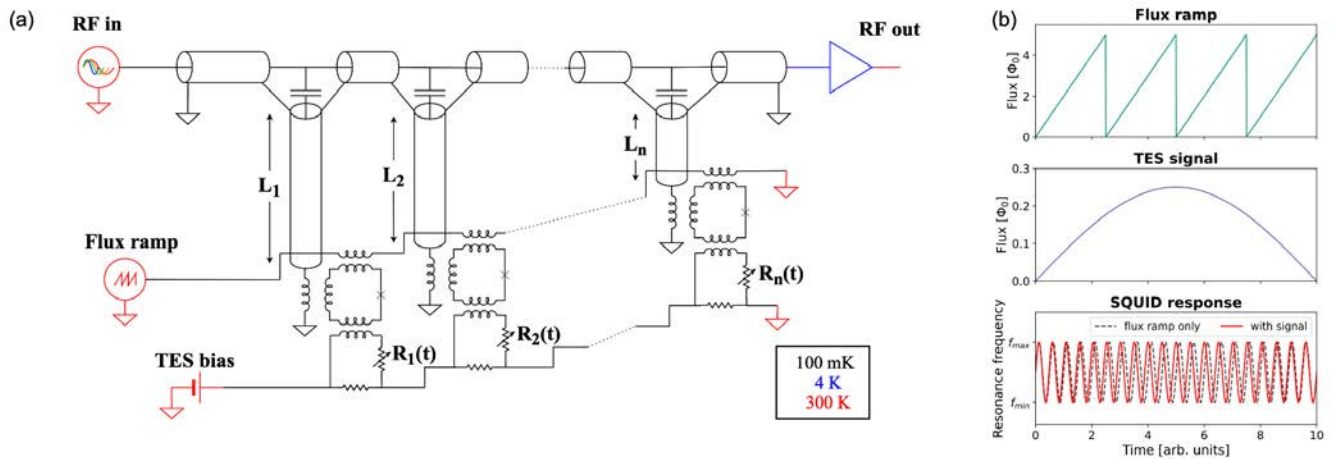 (a)
RF in
RF out
L1
L2
Ln
Flux ramp
Rn(t)
R2(t)
R1(t)
TES bias
100 mK
4 K
300 K
(b)
Flux ramp
Flux [Φ0]
4
2
0
TES signal
Flux [Φ0]
0.3
0.2
0.1
0.0
SQUID response
flux ramp only
with signal
Resonance frequency
fmax
fmin
0 2 4 6 8 10
Time [arb. units]